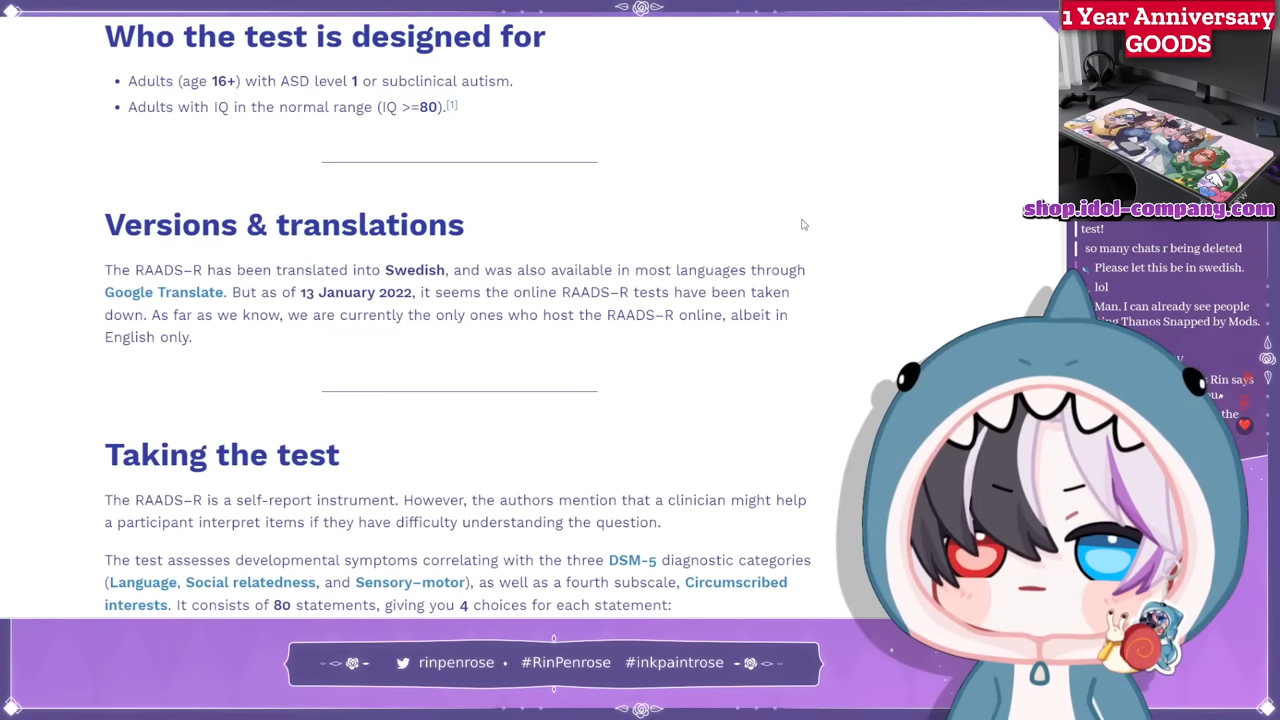 Who the test is designed for
• Adults (age 16+) with ASD level 1 or subclinical autism.
• Adults with IQ in the normal range (IQ >=80).[1]
Versions & translations
The RAADS–R has been translated into Swedish, and was also available in most languages through
Google Translate. But as of 13 January 2022, it seems the online RAADS–R tests have been taken
down. As far as we know, we are currently the only ones who host the RAADS–R online, albeit in
English only.
Taking the test
The RAADS–R is a self-report instrument. However, the authors mention that a clinician might help
a participant interpret items if they have difficulty understanding the question.
The test assesses developmental symptoms correlating with the three DSM-5 diagnostic categories
(Language, Social relatedness, and Sensory–motor), as well as a fourth subscale, Circumscribed
interests. It consists of 80 statements, giving you 4 choices for each statement:
rinpenrose • #RinPenrose #inkpaintrose
1 Year Anniversary
GOODS
shop.idol-company.com
test!
so many chats r being deleted
Please let this be in swedish.
lol
Man, I can already see people
Thanos Snapped by Mods.
Rin says
the